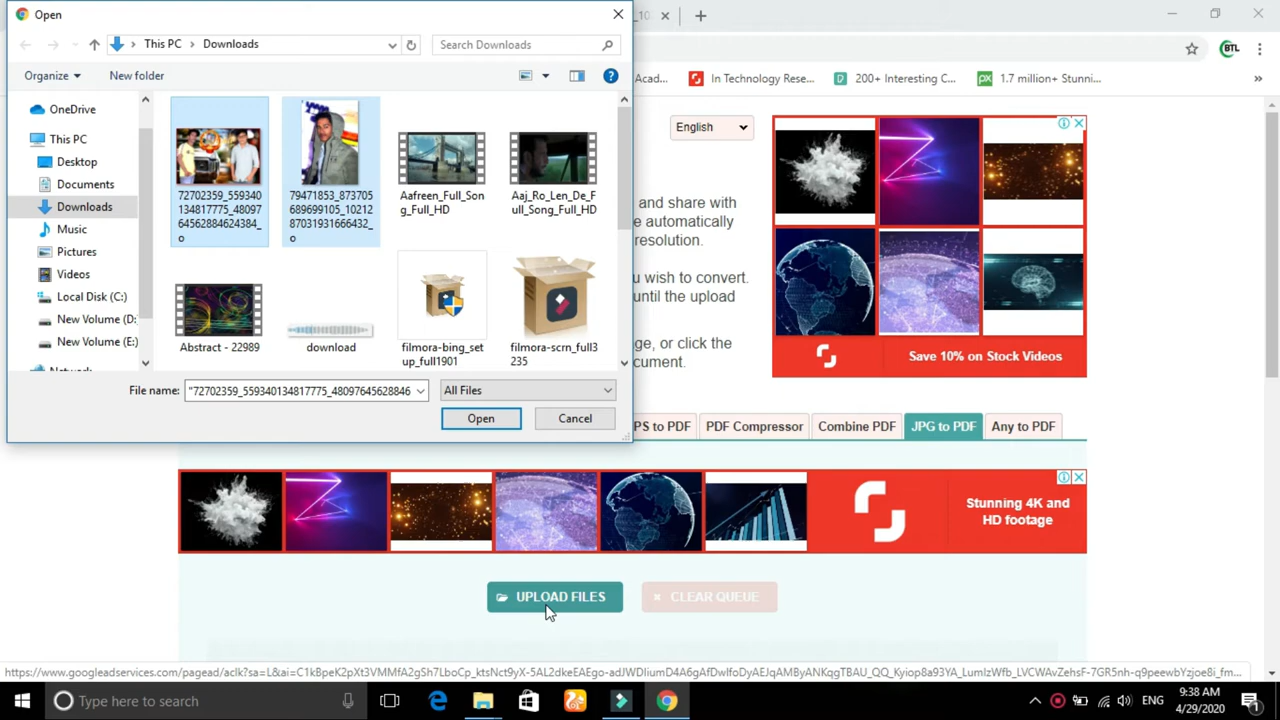 Open
This PC
Downloads
Search Downloads
Organize
New folder
OneDrive
This PC
Desktop
Documents
Downloads
Music
Pictures
Videos
Local Disk (C:)
New Volume (D:
New Volume (E:
72702359_559340
134817775_48097
64562884624384_
o
79471853_873705
689699105_10212
87031931666432_
o
Aafreen_Full_Son
g_Full_HD
Aaj_Ro_Len_De_F
ull_Song_Full_HD
Abstract - 22989
download
filmora-bing_set
up_full1901
filmora-scrn_full3
235
File name:
"72702359_559340134817775_48097645628846
All Files
Open
Cancel
BTL
Acad...
In Technology Rese...
D
200+ Interesting C...
px
1.7 million+ Stunni...
»
English
and share with
e automatically
resolution.
u wish to convert.
until the upload
ge, or click the
cument.
Save 10% on Stock Videos
PS to PDF
PDF Compressor
Combine PDF
JPG to PDF
Any to PDF
Stunning 4K and
HD footage
UPLOAD FILES
CLEAR QUEUE
Type here to search
ENG
9:38 AM
4/29/2020
1